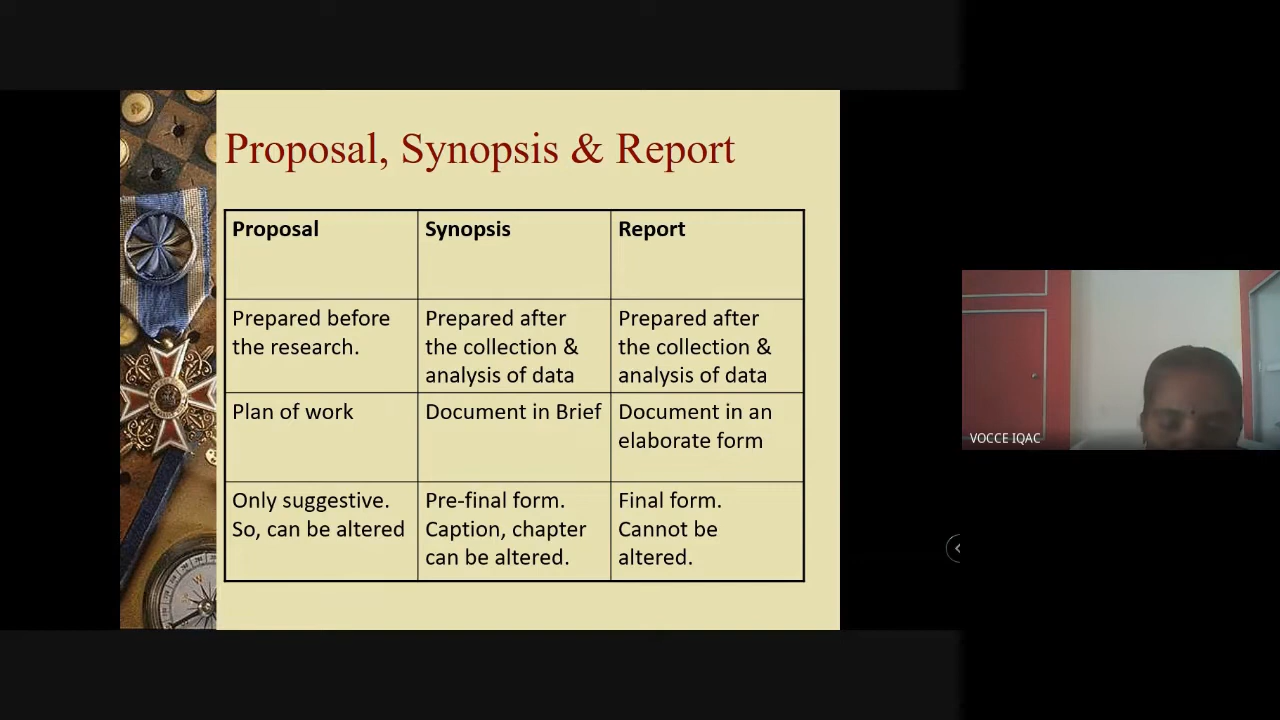 Proposal, Synopsis & Report
Proposal
Synopsis
Report
Prepared before
the research.
Prepared after
the collection &
analysis of data
Prepared after
the collection &
analysis of data
Plan of work
Document in Brief
Document in an
elaborate form
Only suggestive.
So, can be altered
Pre-final form.
Caption, chapter
can be altered.
Final form.
Cannot be
altered.
VOCCE IQAC